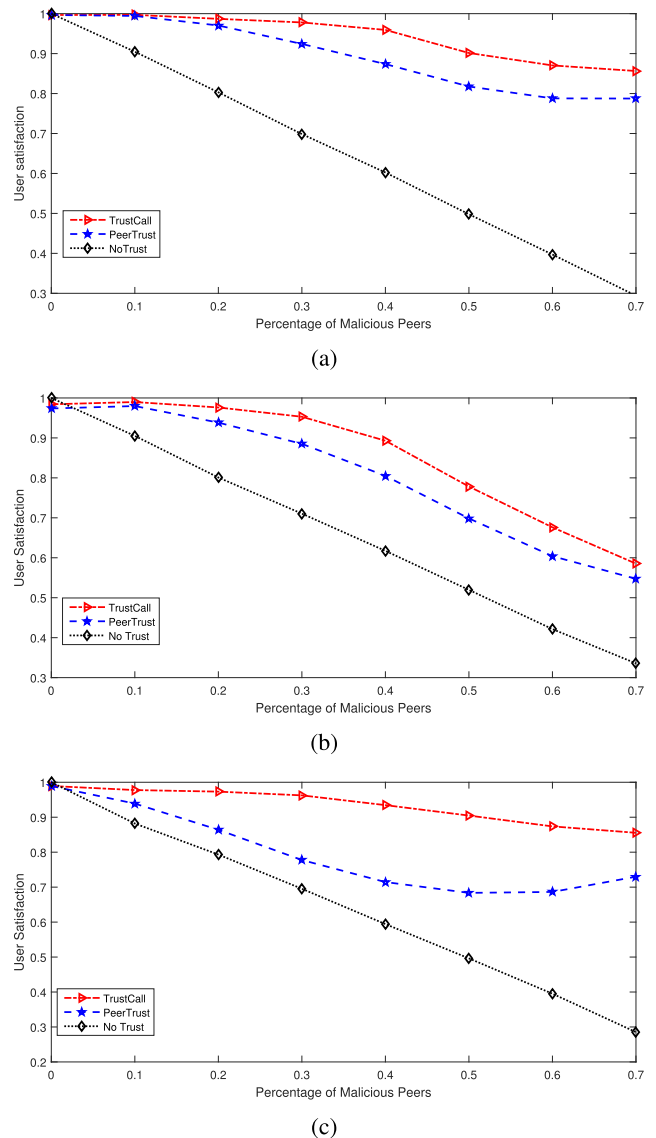 1
0.9
0.8
0.7
0.6
0.5
0.4
0.3
User satisfaction
TrustCall
PeerTrust
NoTrust
0 0.1 0.2 0.3 0.4 0.5 0.6 0.7
Percentage of Malicious Peers
(a)
1
0.9
0.8
0.7
0.6
0.5
0.4
0.3
User Satisfaction
TrustCall
PeerTrust
No Trust
0 0.1 0.2 0.3 0.4 0.5 0.6 0.7
Percentage of Malicious Peers
(b)
1
0.9
0.8
0.7
0.6
0.5
0.4
0.3
0.2
User Satisfaction
TrustCall
PeerTrust
No Trust
0 0.1 0.2 0.3 0.4 0.5 0.6 0.7
Percentage of Malicious Peers
(c)